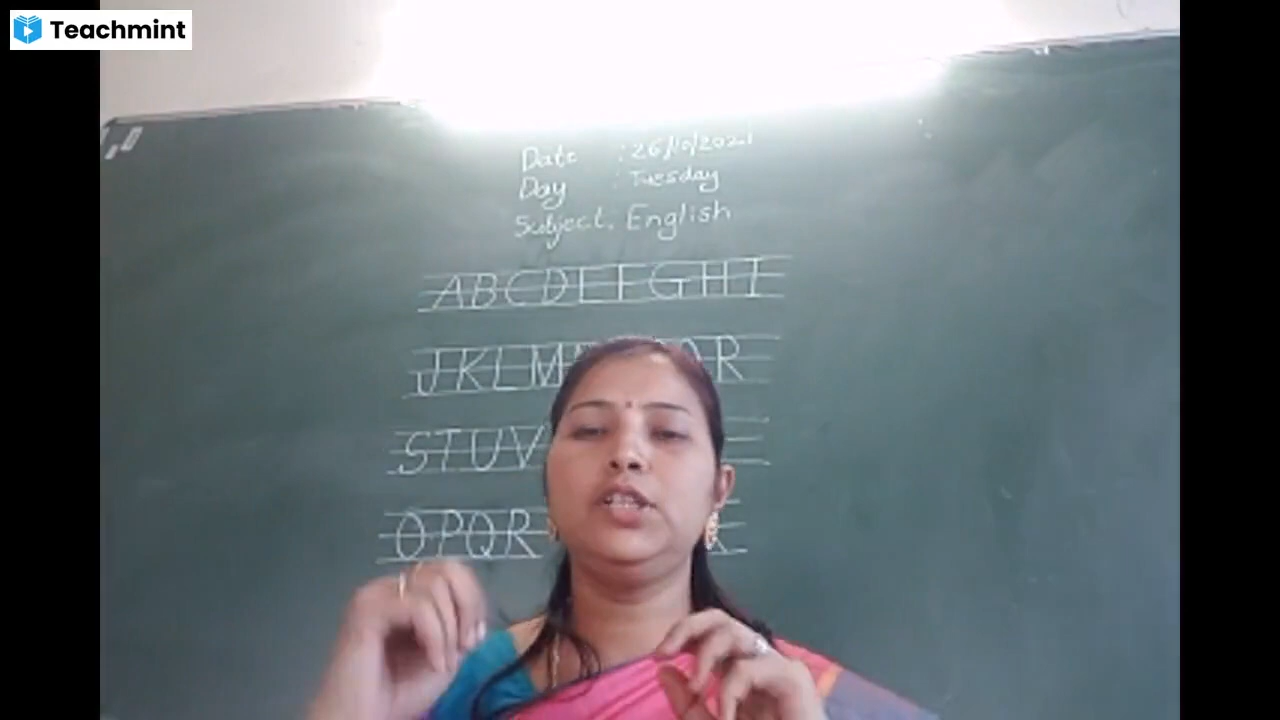 Teachmint
Date : 26/10/2021
Day : Tuesday
Subject. English
ABCDEFGHI
JKLM R
STUV
OPQR